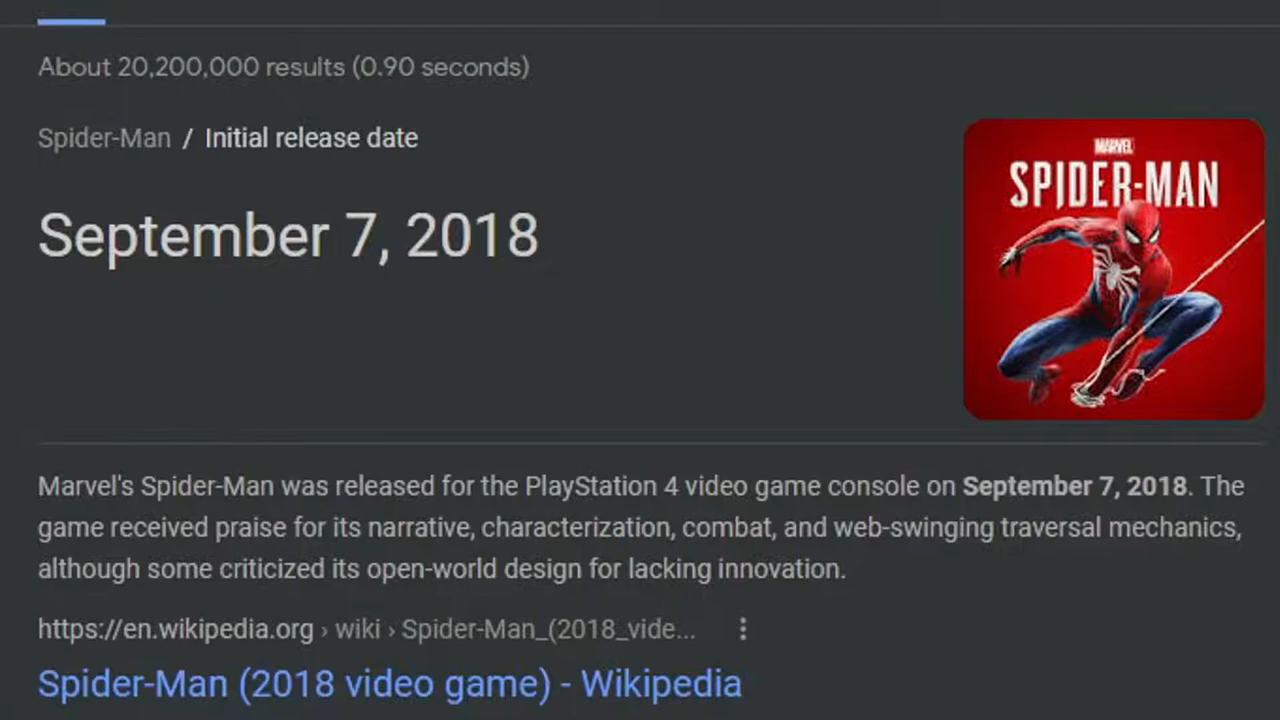 About 20,200,000 results (0.90 seconds)
Spider-Man / Initial release date
September 7, 2018
MARVEL
SPIDER-MAN
Marvel's Spider-Man was released for the PlayStation 4 video game console on September 7, 2018. The
game received praise for its narrative, characterization, combat, and web-swinging traversal mechanics,
although some criticized its open-world design for lacking innovation.
https://en.wikipedia.org › wiki › Spider-Man_(2018_vide...
Spider-Man (2018 video game) - Wikipedia